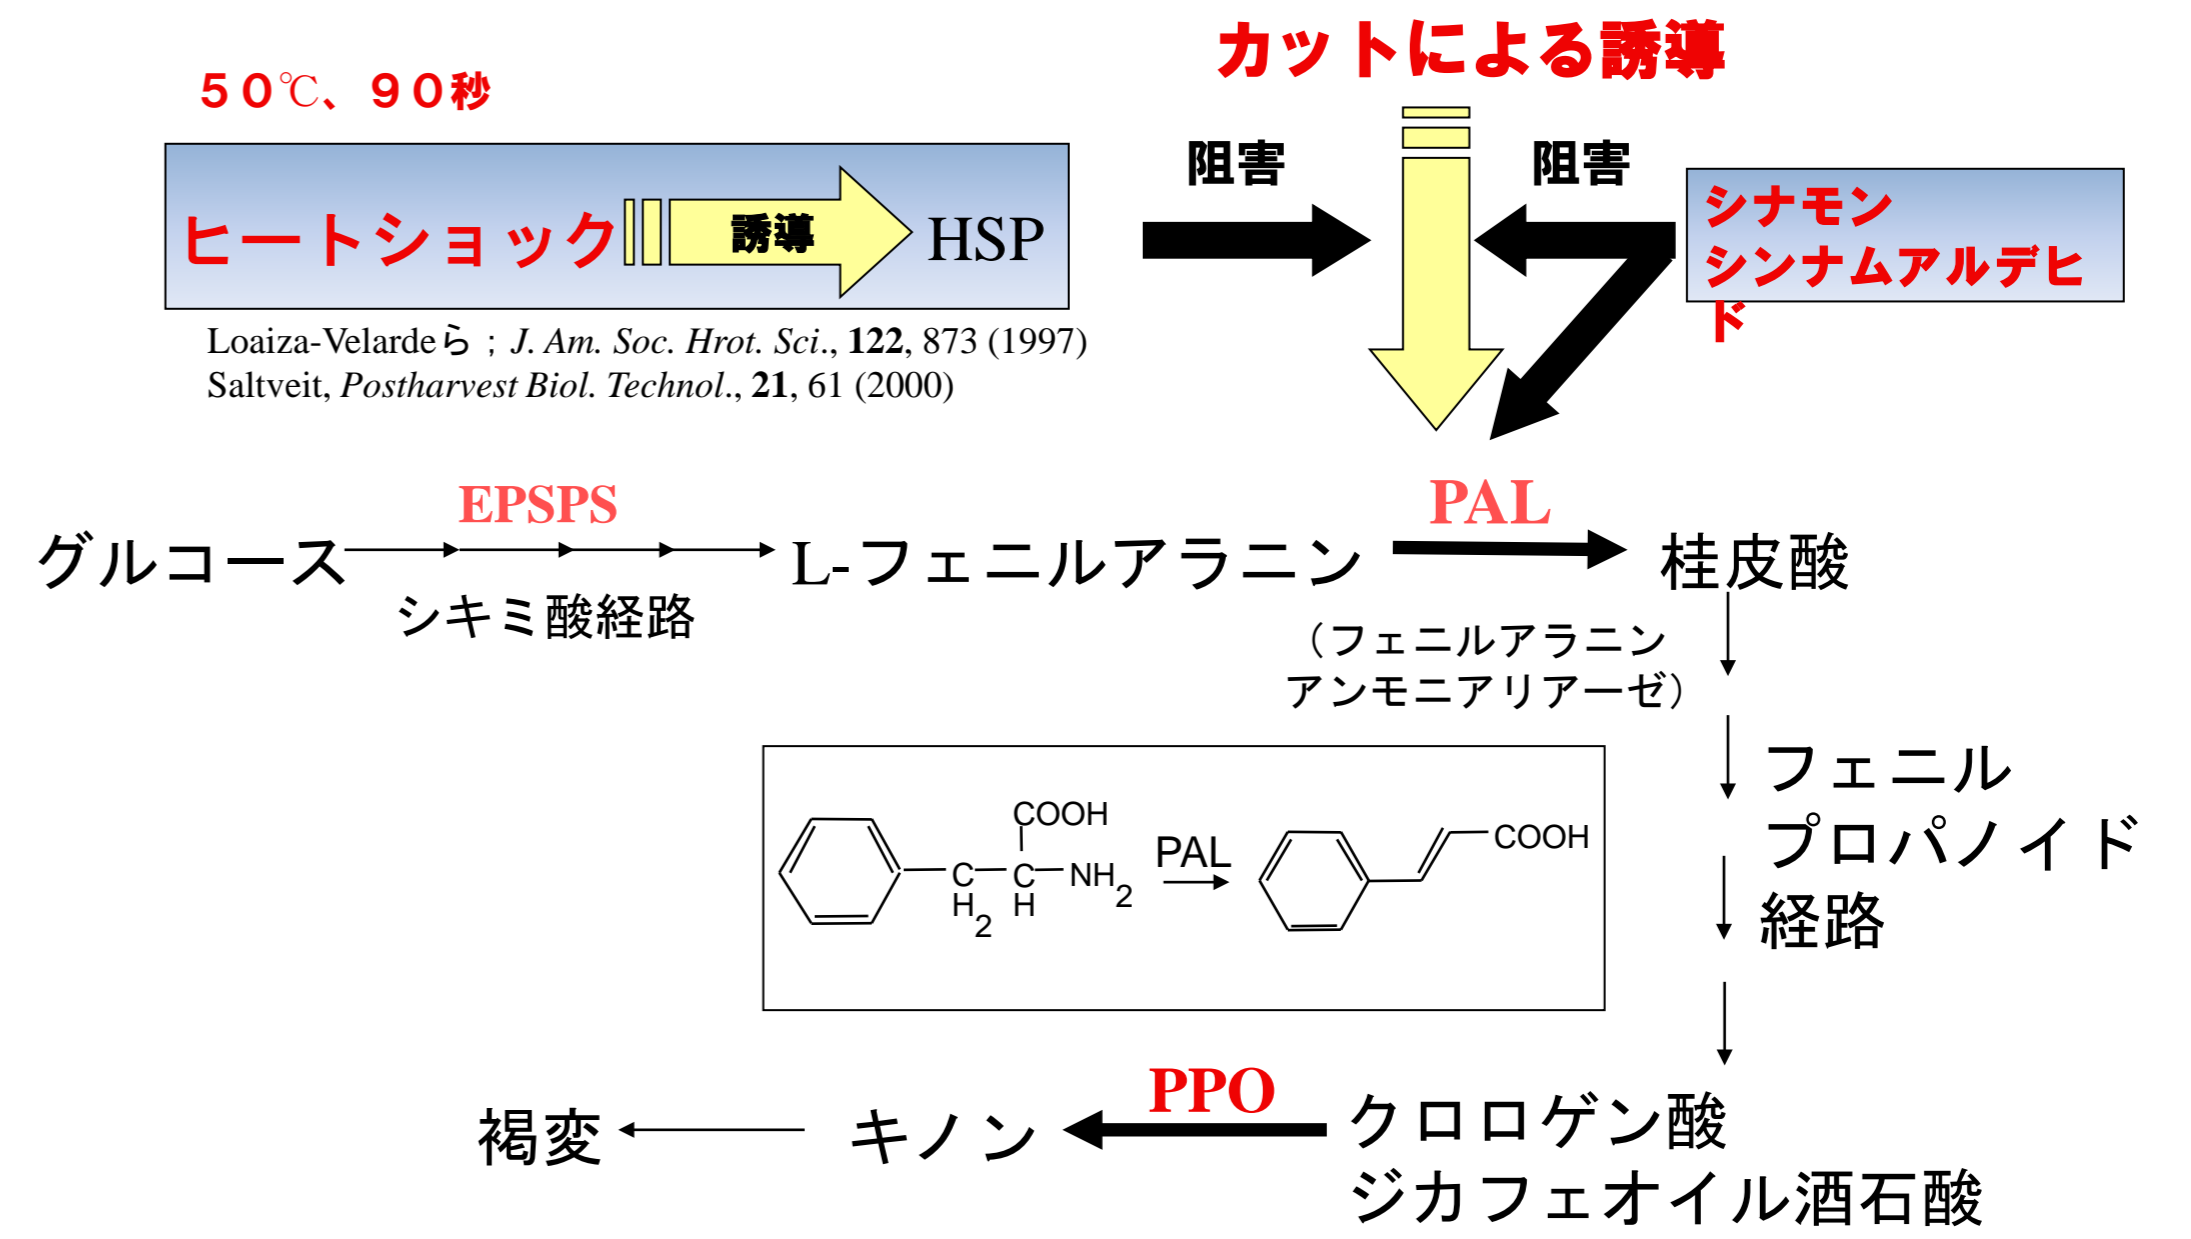 カットによる誘導
５０℃、９０秒
阻害
阻害
ヒートショック
誘導
HSP
シナモン
シンナムアルデヒ
ド
Loaiza-Velardeら；J. Am. Soc. Hrot. Sci., 122, 873 (1997)
Saltveit, Postharvest Biol. Technol., 21, 61 (2000)
EPSPS
PAL
グルコース
L-フェニルアラニン
桂皮酸
シキミ酸経路
（フェニルアラニン
アンモニアリアーゼ）
フェニル
プロパノイド
経路
COOH
C
H2
C
H
NH2
PAL
COOH
PPO
クロロゲン酸
ジカフェオイル酒石酸
キノン
褐変